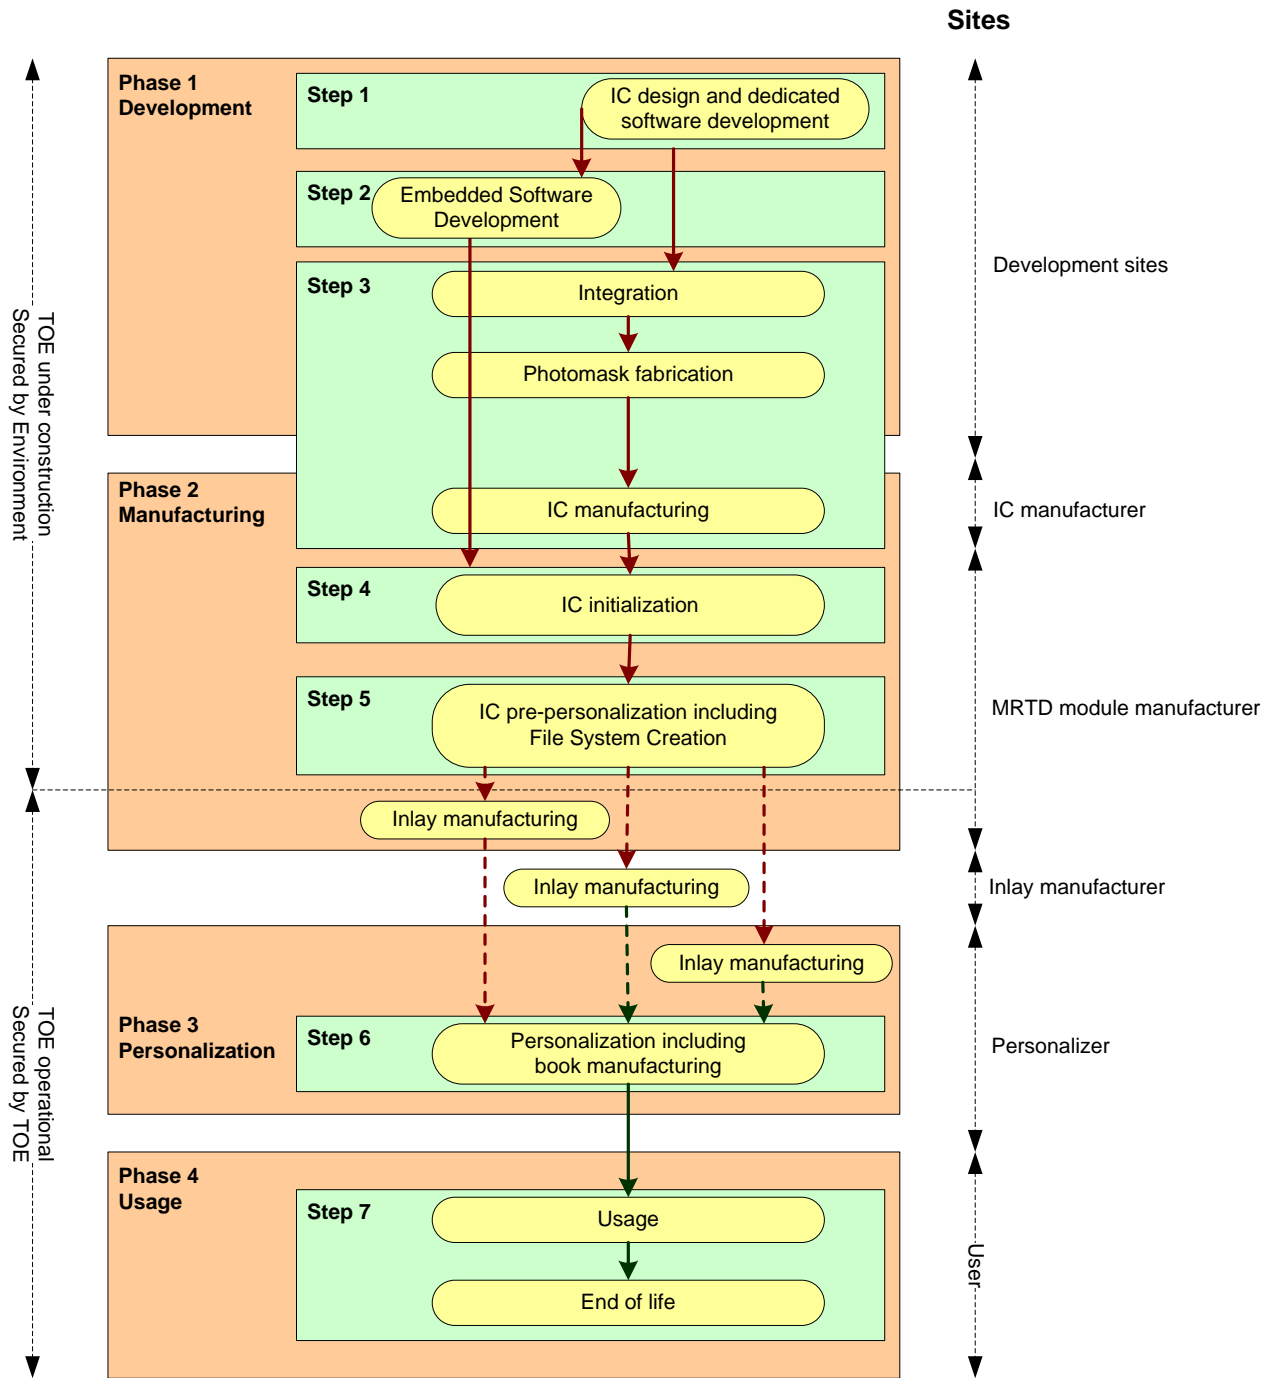 Sites
Phase 1
Development
Step 1
IC design and dedicated
software development
Step 2
Embedded Software
Development
Step 3
Integration
Photomask fabrication
Development sites
TOE under construction
Secured by Environment
Phase 2
Manufacturing
IC manufacturing
IC manufacturer
Step 4
IC initialization
Step 5
IC pre-personalization including
File System Creation
MRTD module manufacturer
Inlay manufacturing
Inlay manufacturing
Inlay manufacturer
Inlay manufacturing
Phase 3
Personalization
Step 6
Personalization including
book manufacturing
Personalizer
TOE operational
Secured by TOE
Phase 4
Usage
Step 7
Usage
End of life
User